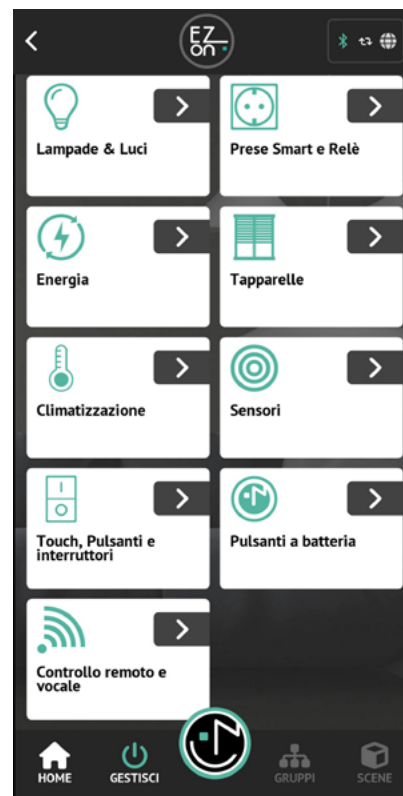 EZ
on
Lampade & Luci
Prese Smart e Relè
Energia
Tapparelle
Climatizzazione
Sensori
Touch, Pulsanti e
interruttori
Pulsanti a batteria
Controllo remoto e
vocale
HOME
GESTISCI
GRUPPI
SCENE